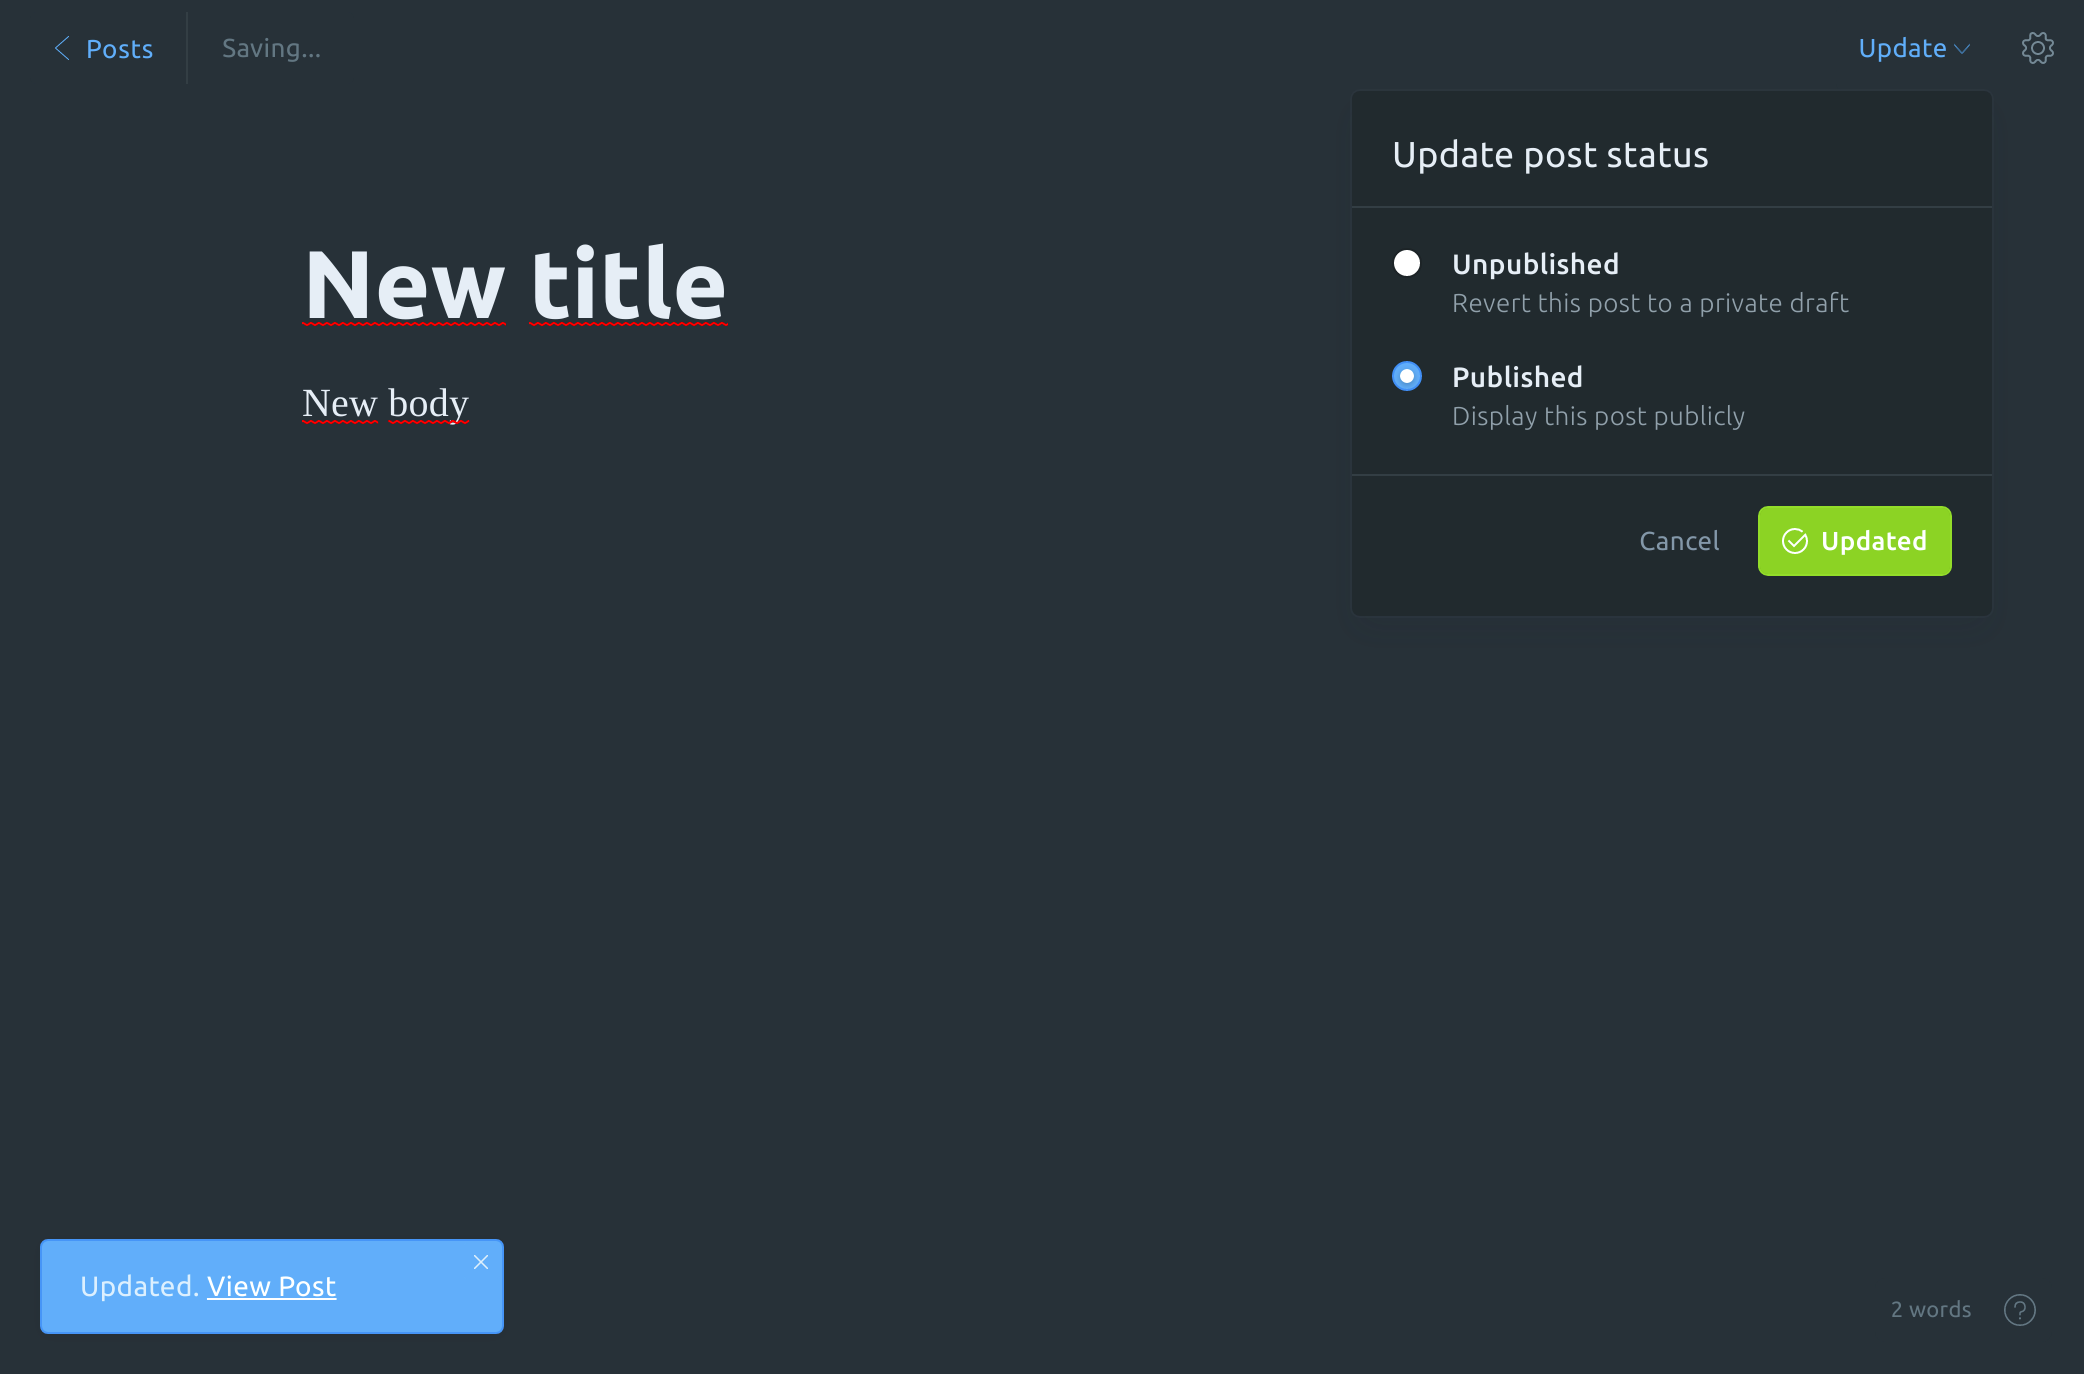 Posts
Saving...
Update
Update post status
New title
Unpublished
Revert this post to a private draft
Published
Display this post publicly
New body
Cancel
Updated
Updated. View Post
2 words
?